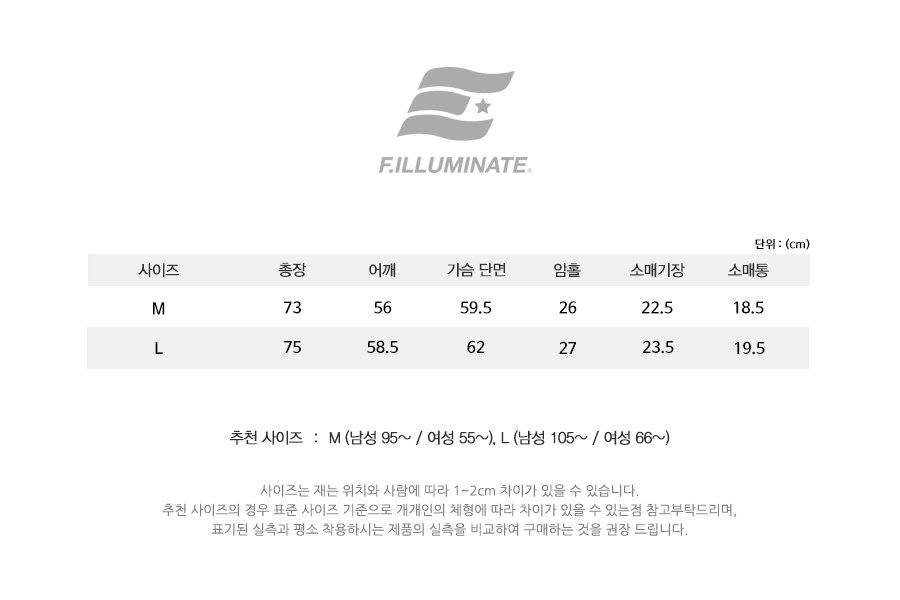 F.ILLUMINATE.
단위 : (cm)
사이즈 총장 어깨 가슴 단면 암홀 소매기장 소매통
M 73 56 59.5 26 22.5 18.5
L 75 58.5 62 27 23.5 19.5
추천 사이즈 : M (남성 95~ / 여성 55~), L (남성 105~ / 여성 66~)
사이즈는 재는 위치와 사람에 따라 1~2cm 차이가 있을 수 있습니다.
추천 사이즈의 경우 표준 사이즈 기준으로 개개인의 체형에 따라 차이가 있을 수 있는점 참고부탁드리며,
표기된 실측과 평소 착용하시는 제품의 실측을 비교하여 구매하는 것을 권장 드립니다.